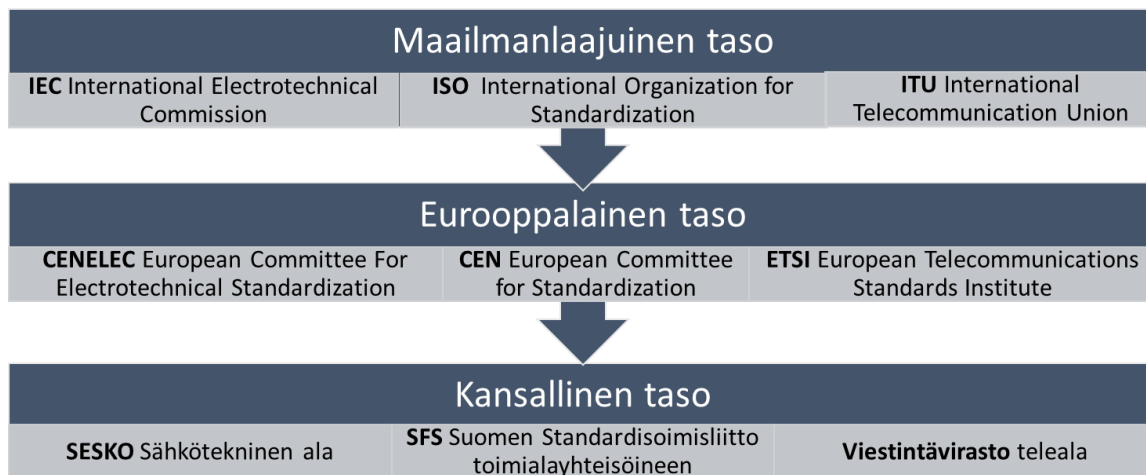 Maailmanlaajuinen taso
IEC International Electrotechnical
Commission
ISO International Organization for
Standardization
ITU International
Telecommunication Union
Eurooppalainen taso
CENELEC European Committee For
Electrotechnical Standardization
CEN European Committee
for Standardization
ETSI European Telecommunications
Standards Institute
Kansallinen taso
SESKO Sähkötekninen ala
SFS Suomen Standardisoimisliitto
toimialayhteisöineen
Viestintävirasto teleala